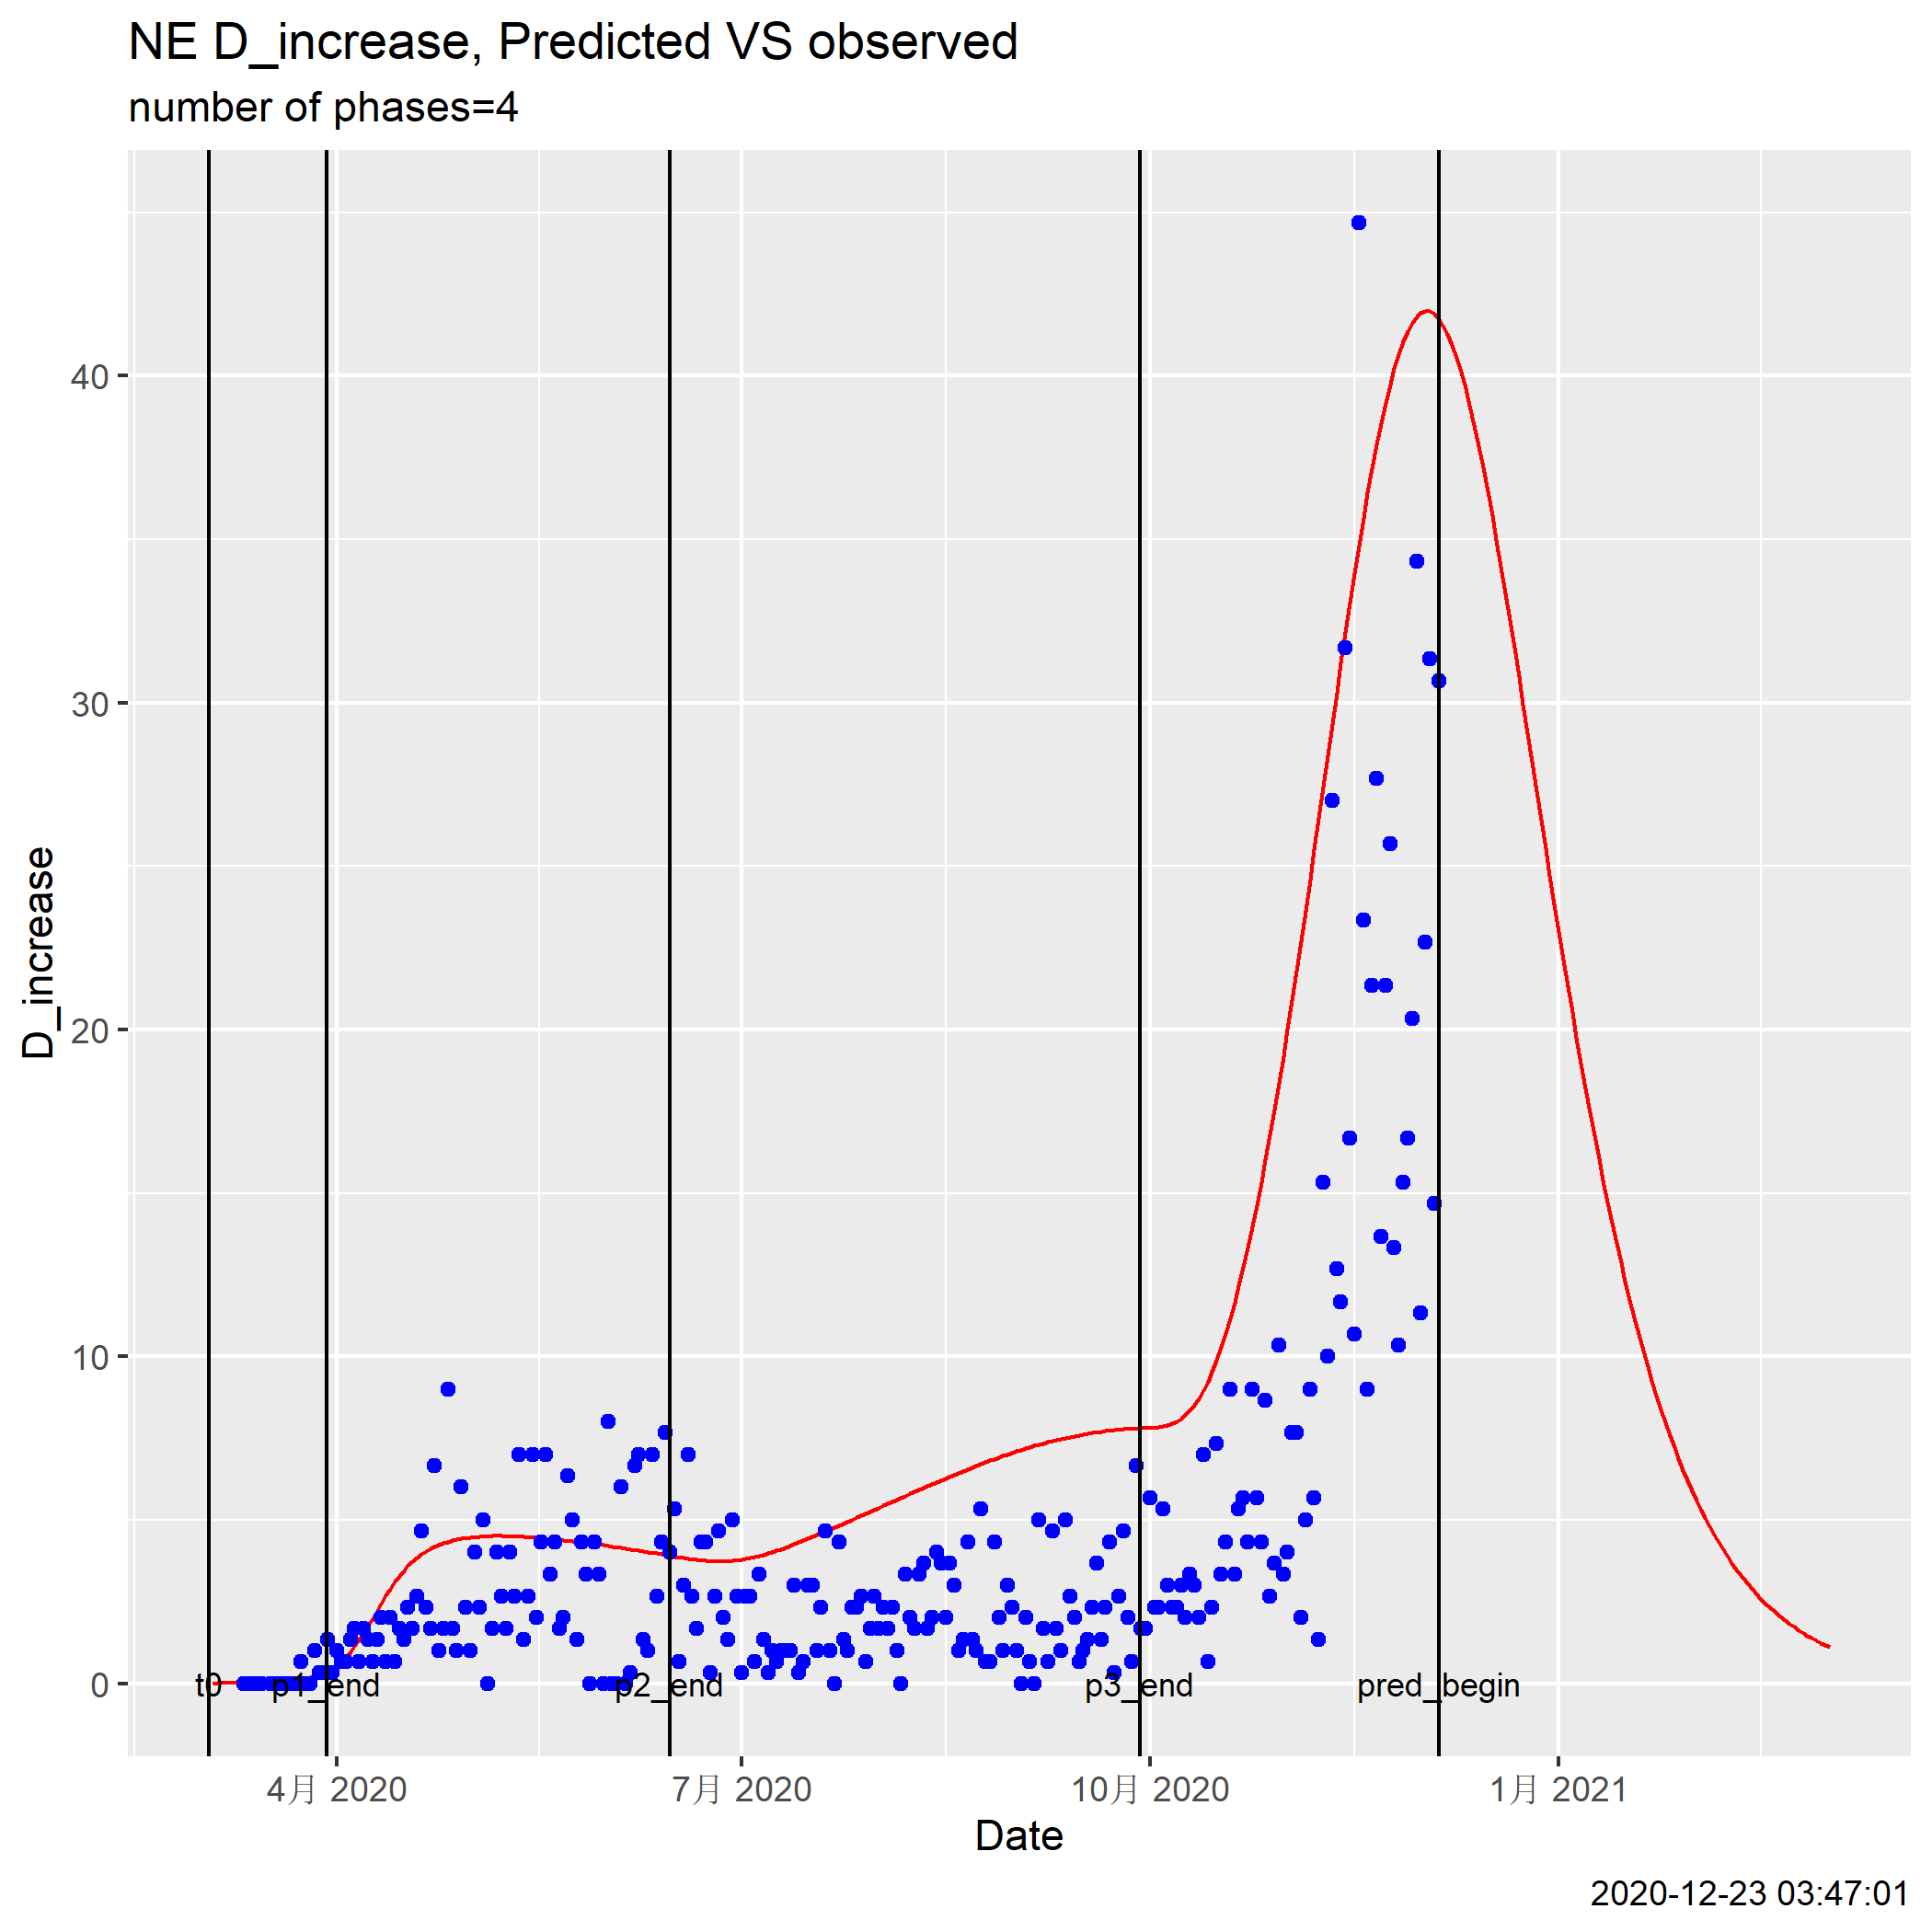 NE D_increase, Predicted VS observed
number of phases=4
D_increase
40
30
20
10
0
t0
p1_end
p2_end
p3_end
pred_begin
4月 2020
7月 2020
10月 2020
1月 2021
Date
2020-12-23 03:47:01